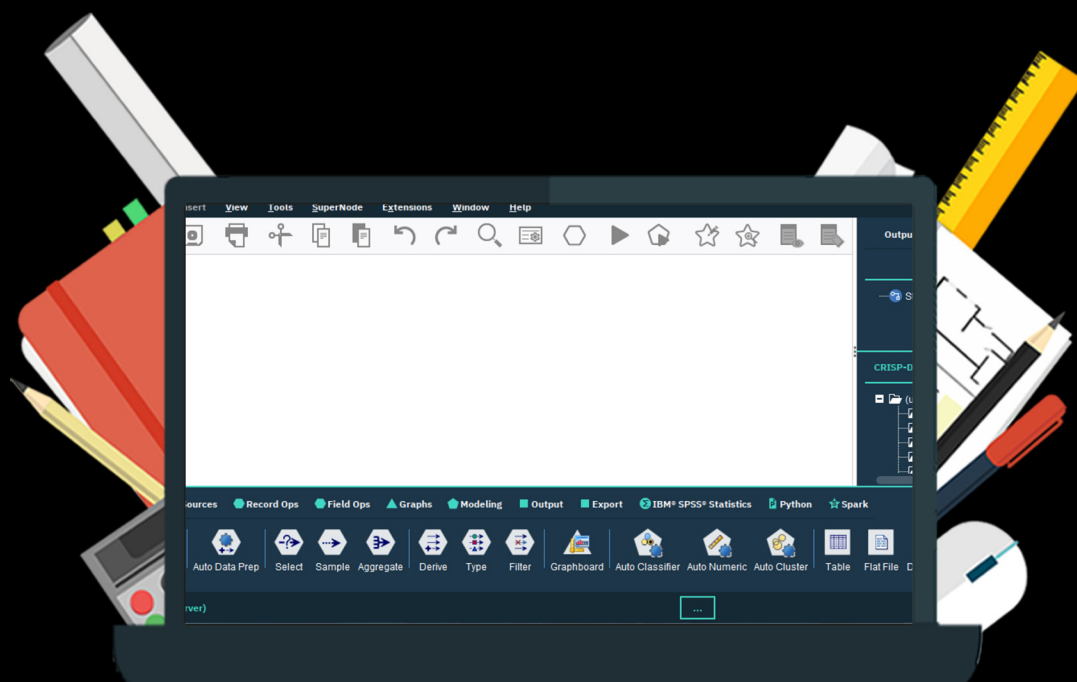 nsert View Tools SuperNode Extensions Window Help
Outpu
S
CRISP-D
(u
ources Record Ops Field Ops Graphs Modeling Output Export IBM® SPSS® Statistics Python Spark
Auto Data Prep Select Sample Aggregate Derive Type Filter Graphboard Auto Classifier Auto Numeric Auto Cluster Table Flat File D
rver) ...